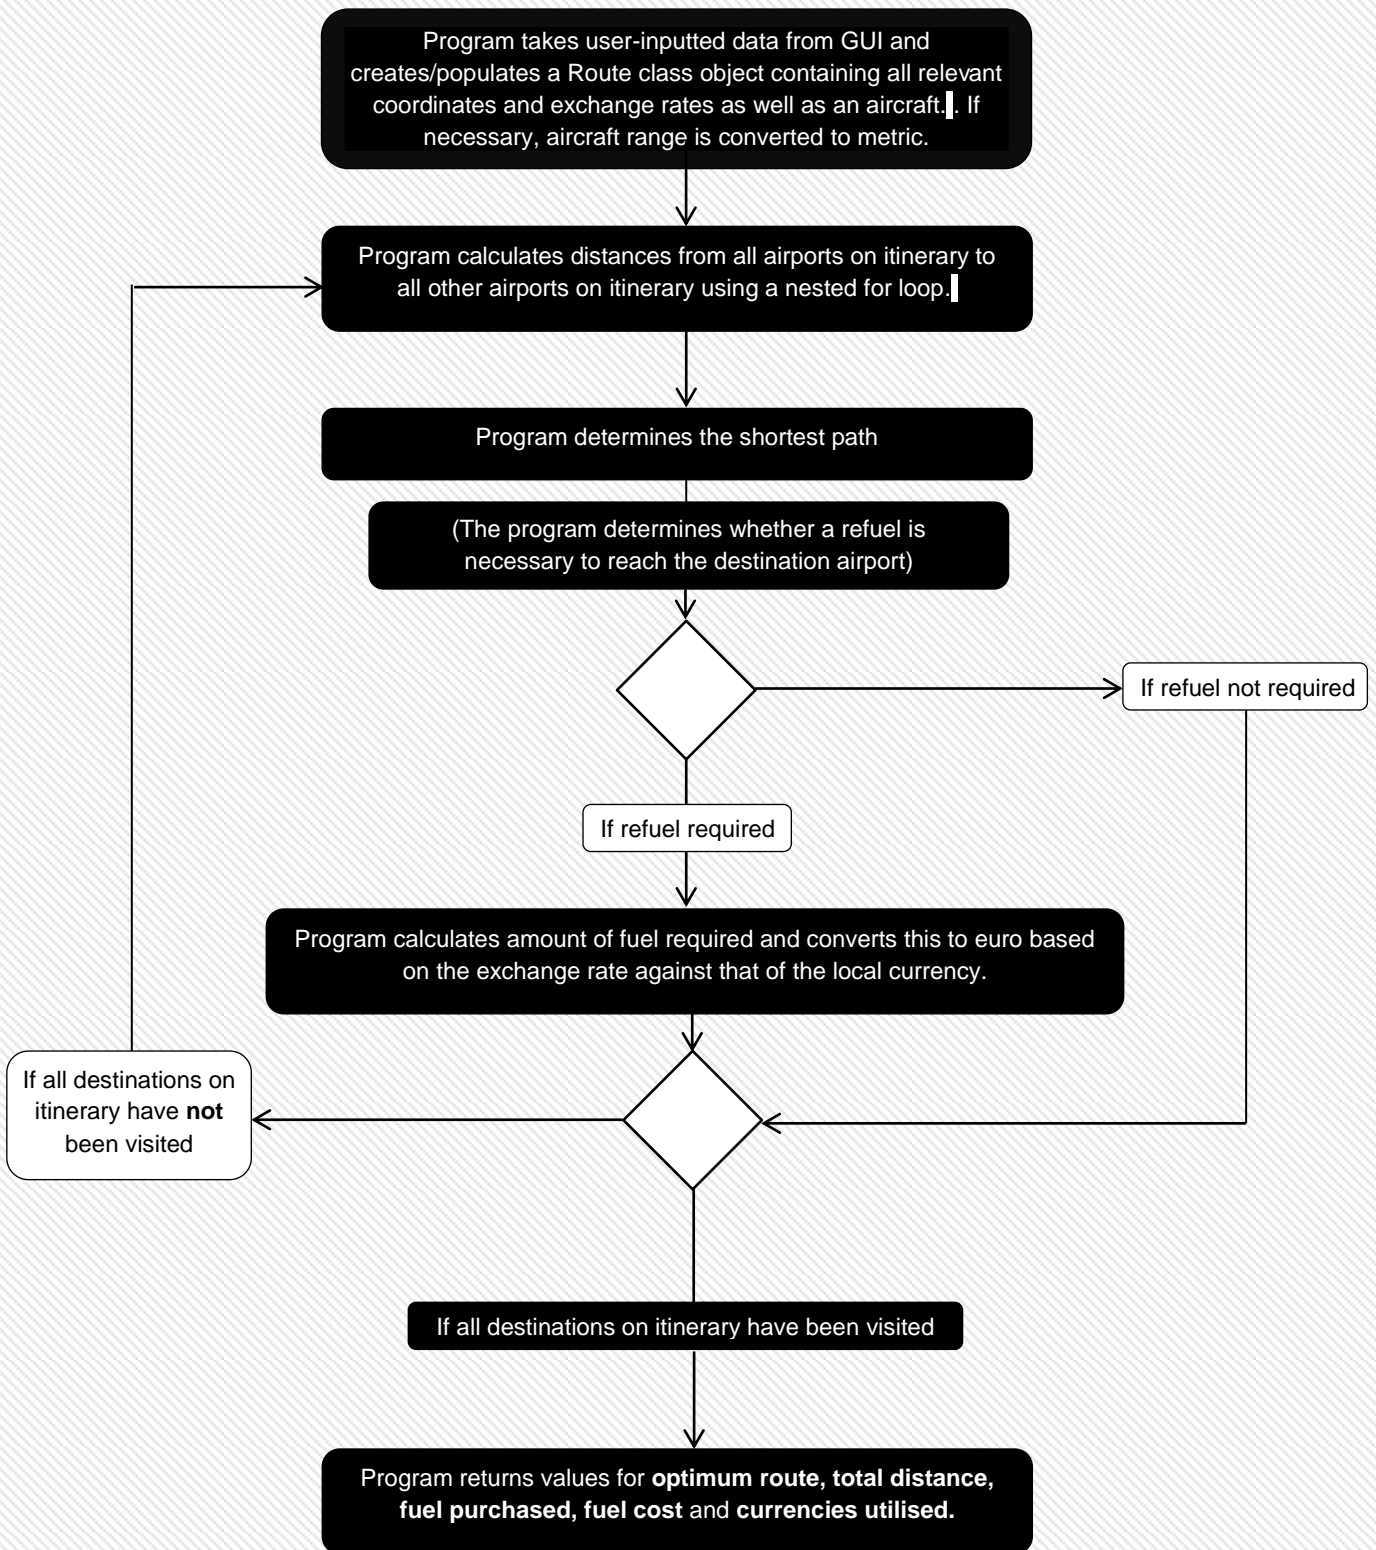 Program takes user-inputted data from GUI and
creates/populates a Route class object containing all relevant
coordinates and exchange rates as well as an aircraft. . If
necessary, aircraft range is converted to metric.
Program calculates distances from all airports on itinerary to
all other airports on itinerary using a nested for loop.
Program determines the shortest path
(The program determines whether a refuel is
necessary to reach the destination airport)
If refuel not required
If refuel required
Program calculates amount of fuel required and converts this to euro based
on the exchange rate against that of the local currency.
If all destinations on
itinerary have not
been visited
If all destinations on itinerary have been visited
Program returns values for optimum route, total distance,
fuel purchased, fuel cost and currencies utilised.